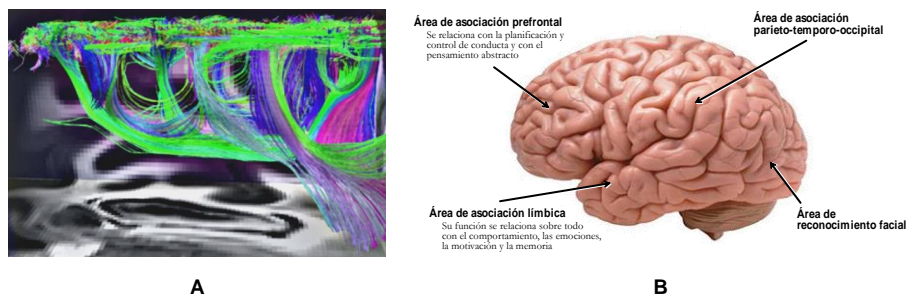 Área de asociación prefrontal
Se relaciona con la planificación y
control de conducta y con el
pensamiento abstracto
Área de asociación
parieto-temporo-occipital
Área de asociación límbica
Su función se relaciona sobre todo
con el comportamiento, las emociones,
la motivación y la memoria
Área de
reconocimiento facial
A
B